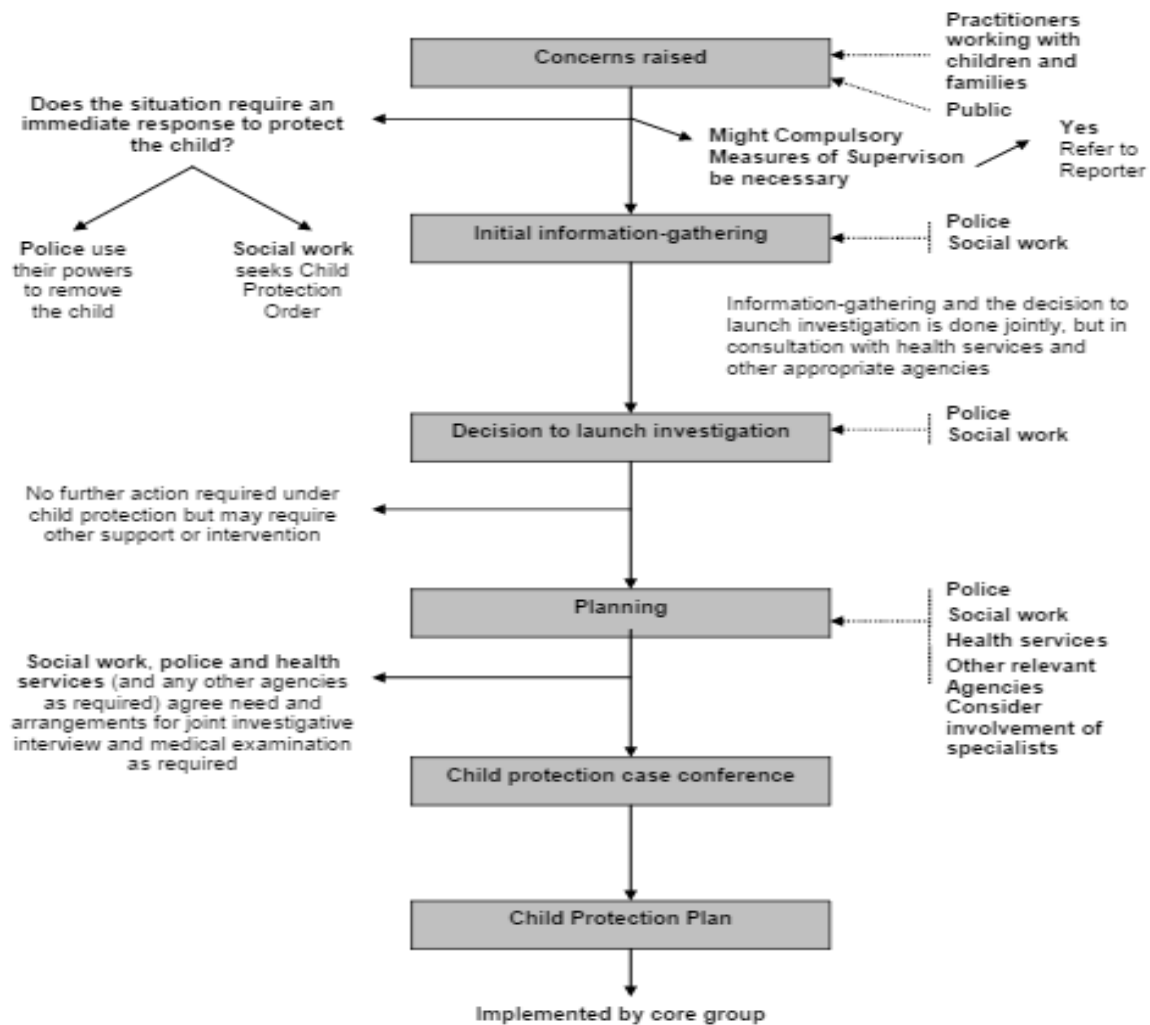 Concerns raised
Practitioners
working with
children and
families
Public
Does the situation require an
immediate response to protect
the child?
Might Compulsory
Measures of Supervison
be necessary
Yes
Refer to
Reporter
Police use
their powers
to remove
the child
Social work
seeks Child
Protection
Order
Initial information-gathering
Police
Social work
Information-gathering and the decision to
launch investigation is done jointly, but in
consultation with health services and
other appropriate agencies
Decision to launch investigation
Police
Social work
No further action required under
child protection but may require
other support or intervention
Planning
Police
Social work
Health services
Other relevant
Agencies
Consider
involvement of
specialists
Social work, police and health
services (and any other agencies
as required) agree need and
arrangements for joint investigative
interview and medical examination
as required
Child protection case conference
Child Protection Plan
Implemented by core group